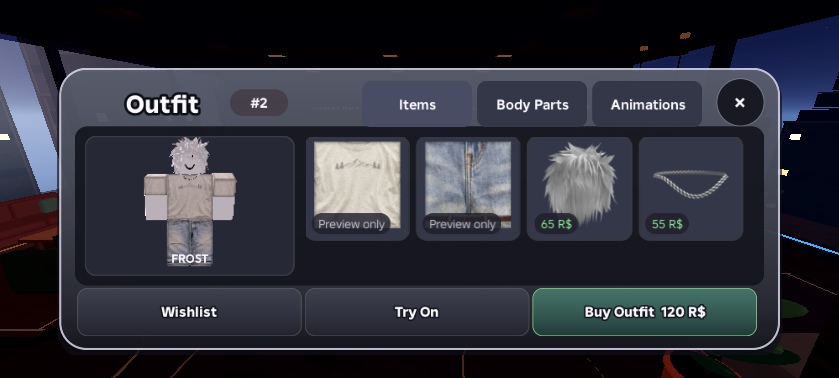 Outfit
#2
Items
Body Parts
Animations
×
FROST
Preview only
Preview only
65 R$
55 R$
Wishlist
Try On
Buy Outfit 120 R$